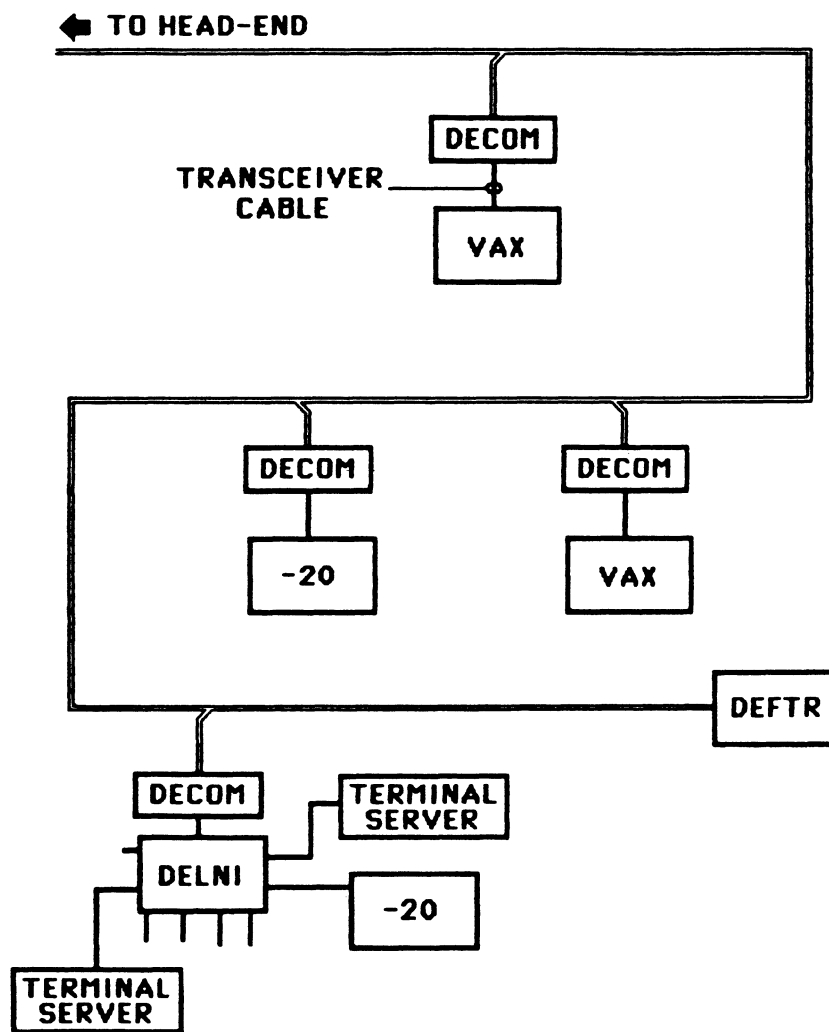 TO HEAD-END
DECOM
TRANSCEIVER
CABLE
VAX
DECOM
DECOM
-20
VAX
DEFTR
DECOM
TERMINAL
SERVER
DELNI
-20
TERMINAL
SERVER